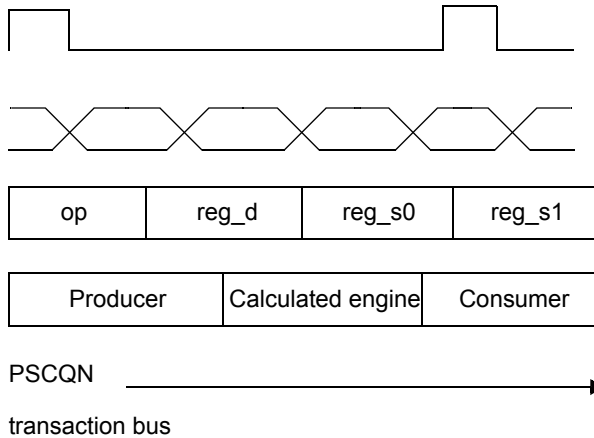 op reg_d reg_s0 reg_s1
Producer Calculated engine Consumer
PSCQN
transaction bus